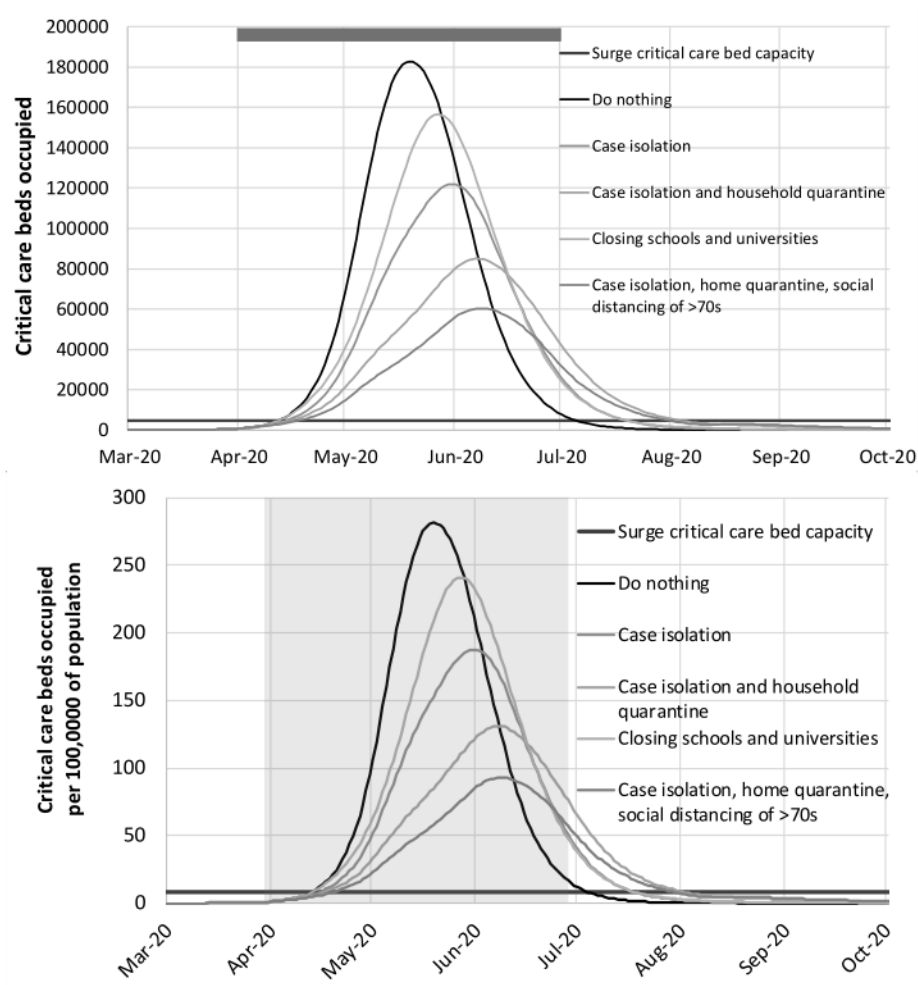 Critical care beds occupied
200000
180000
160000
140000
120000
100000
80000
60000
40000
20000
0
Mar-20 Apr-20 May-20 Jun-20 Jul-20 Aug-20 Sep-20 Oct-20
Surge critical care bed capacity
Do nothing
Case isolation
Case isolation and household quarantine
Closing schools and universities
Case isolation, home quarantine, social
distancing of >70s
Critical care beds occupied
per 100,0000 of population
300
250
200
150
100
50
0
Mar-20 Apr-20 May-20 Jun-20 Jul-20 Aug-20 Sep-20 Oct-20
Surge critical care bed capacity
Do nothing
Case isolation
Case isolation and household
quarantine
Closing schools and universities
Case isolation, home quarantine,
social distancing of >70s